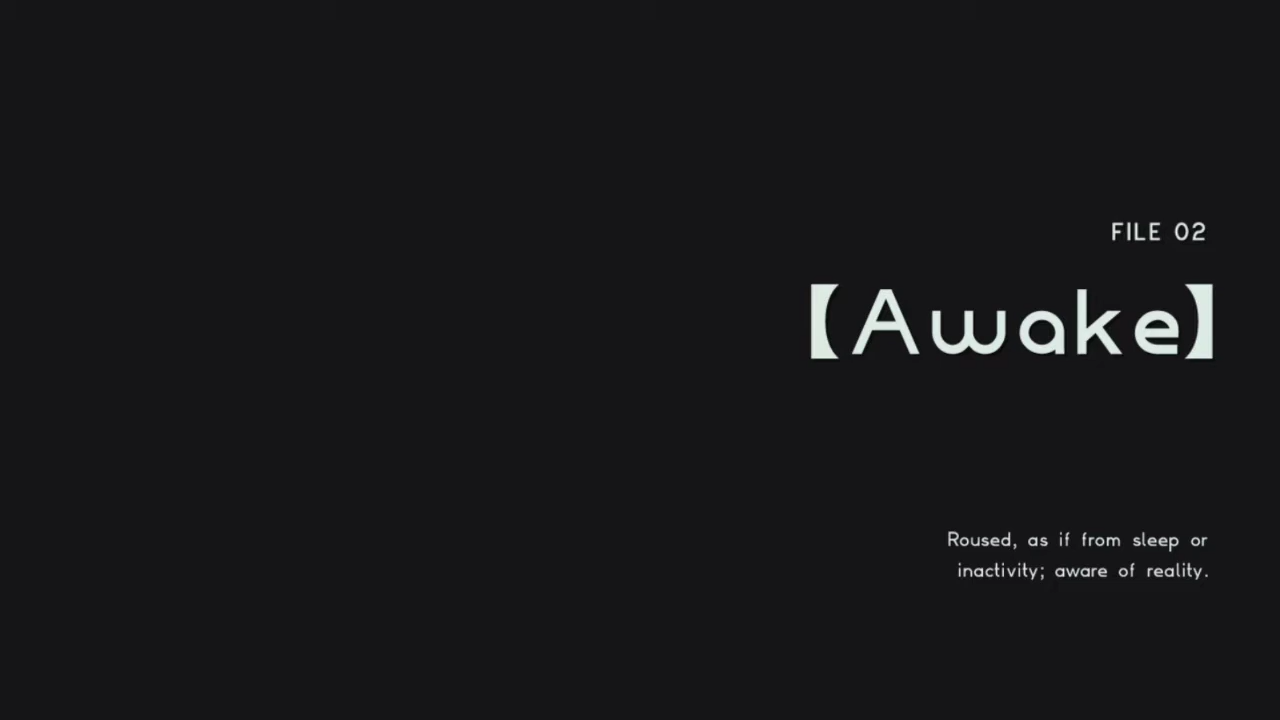 FILE 02
【Awake】
Roused, as if from sleep or
inactivity; aware of reality.